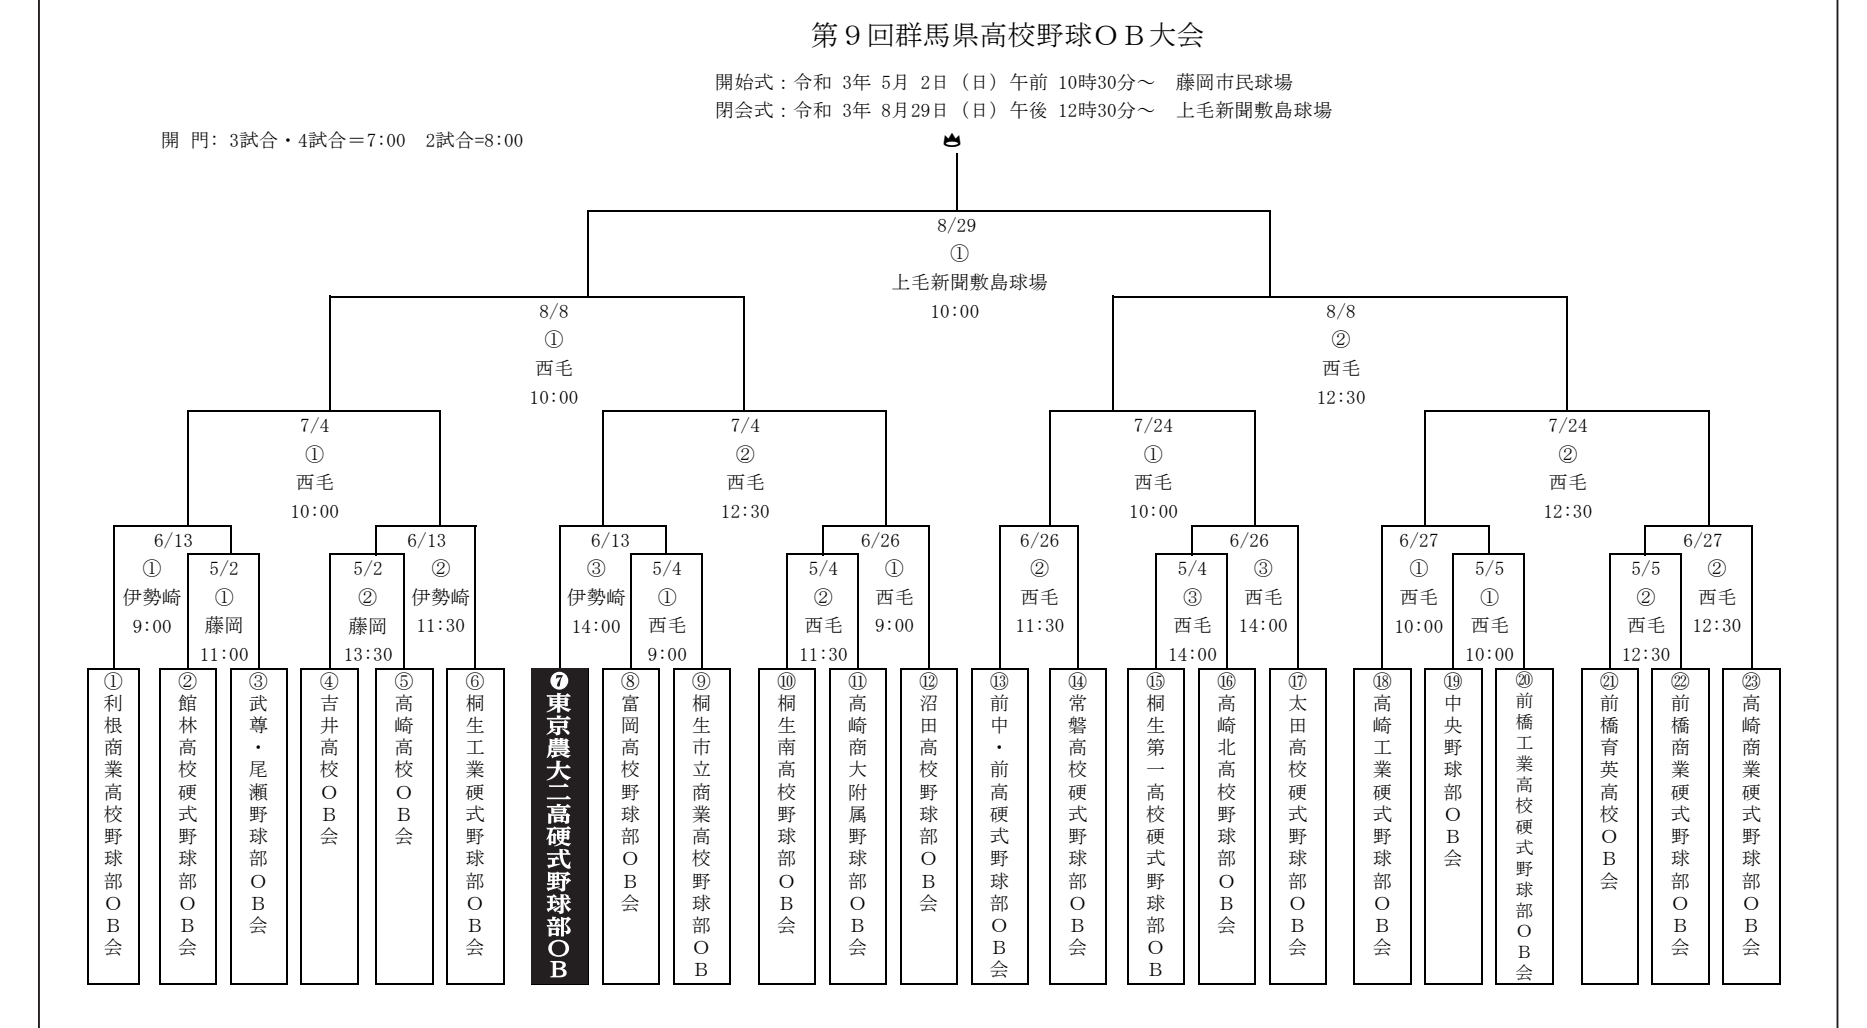 第９回群馬県高校野球ＯＢ大会
開始式：令和 3年 5月 2日（日）午前 10時30分～　藤岡市民球場
閉会式：令和 3年 8月29日（日）午後 12時30分～　上毛新聞敷島球場
開 門: 3試合・4試合＝7:00　2試合=8:00
8/29
①
上毛新聞敷島球場
10:00
8/8
①
西毛
10:00
8/8
②
西毛
12:30
7/4
①
西毛
10:00
7/4
②
西毛
12:30
7/24
①
西毛
10:00
7/24
②
西毛
12:30
6/13
①
伊勢崎
9:00
5/2
①
藤岡
11:00
5/2
②
藤岡
13:30
6/13
②
伊勢崎
11:30
6/13
③
伊勢崎
14:00
5/4
①
西毛
9:00
5/4
②
西毛
11:30
6/26
①
西毛
9:00
6/26
②
西毛
11:30
5/4
③
西毛
14:00
6/26
③
西毛
14:00
6/27
①
西毛
10:00
5/5
①
西毛
10:00
5/5
②
西毛
12:30
6/27
②
西毛
12:30
①利根商業高校野球部ＯＢ会
②館林高校硬式野球部ＯＢ会
③武尊・尾瀬野球部ＯＢ会
④吉井高校ＯＢ会
⑤高崎高校ＯＢ会
⑥桐生工業硬式野球部ＯＢ会
❼東京農大二高硬式野球部ＯＢ
⑧富岡高校野球部ＯＢ会
⑨桐生市立商業高校野球部ＯＢ
⑩桐生南高校野球部ＯＢ会
⑪高崎商大附属野球部ＯＢ会
⑫沼田高校野球部ＯＢ会
⑬前中・前高硬式野球部ＯＢ会
⑭常磐高校硬式野球部ＯＢ会
⑮桐生第一高校硬式野球部ＯＢ
⑯高崎北高校野球部ＯＢ会
⑰太田高校硬式野球部ＯＢ会
⑱高崎工業硬式野球部ＯＢ会
⑲中央野球部ＯＢ会
⑳前橋工業高校硬式野球部ＯＢ会
㉑前橋育英高校ＯＢ会
㉒前橋商業硬式野球部ＯＢ会
㉓高崎商業硬式野球部ＯＢ会